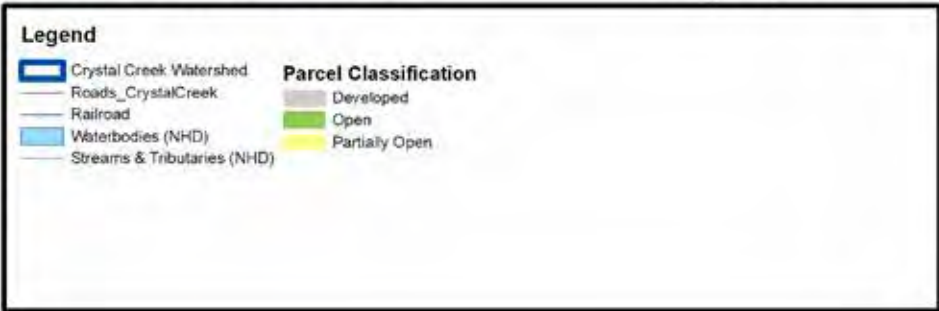 Legend
Crystal Creek Watershed
Roads_CrystalCreek
Railroad
Waterbodies (NHD)
Streams & Tributaries (NHD)
Parcel Classification
Developed
Open
Partially Open